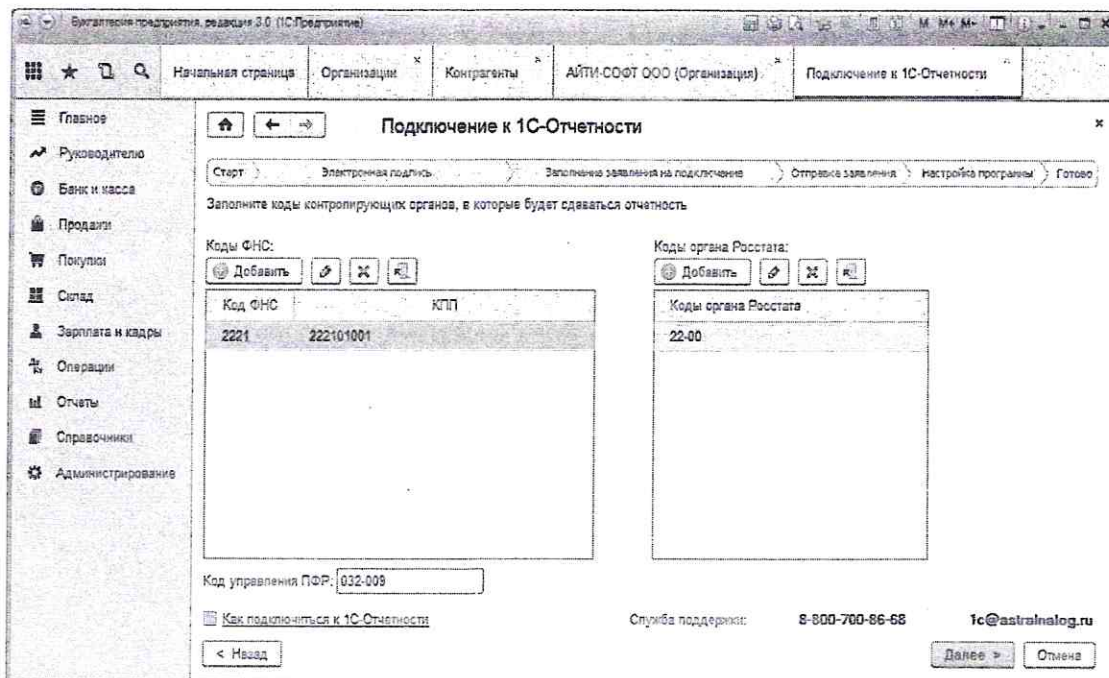 Бухгалтерия предприятия, редакция 3.0 (1С:Предприятие)
M M+ M-
Начальная страница
Организации
Контрагенты
АЙТИ-СОФТ ООО (Организация)
Подключение к 1С-Отчетности
Главное
Руководителю
Банк и касса
Продажи
Покупки
Склад
Зарплата и кадры
Операции
Отчеты
Справочники
Администрирование
Подключение к 1С-Отчетности
Старт
Электронная подпись
Заполнение заявления на подключение
Отправка заявления
Настройка программы
Готово
Заполните коды контролирующих органов, в которые будет сдаваться отчетность
Коды ФНС:
Добавить
Код ФНС
КПП
2221
222101001
Коды органа Росстата:
Добавить
Коды органа Росстата
22-00
Код управления ПФР: 032-009
Как подключиться к 1С-Отчетности
Служба поддержки:
8-800-700-86-68
1c@astralnalog.ru
< Назад
Далее >
Отмена